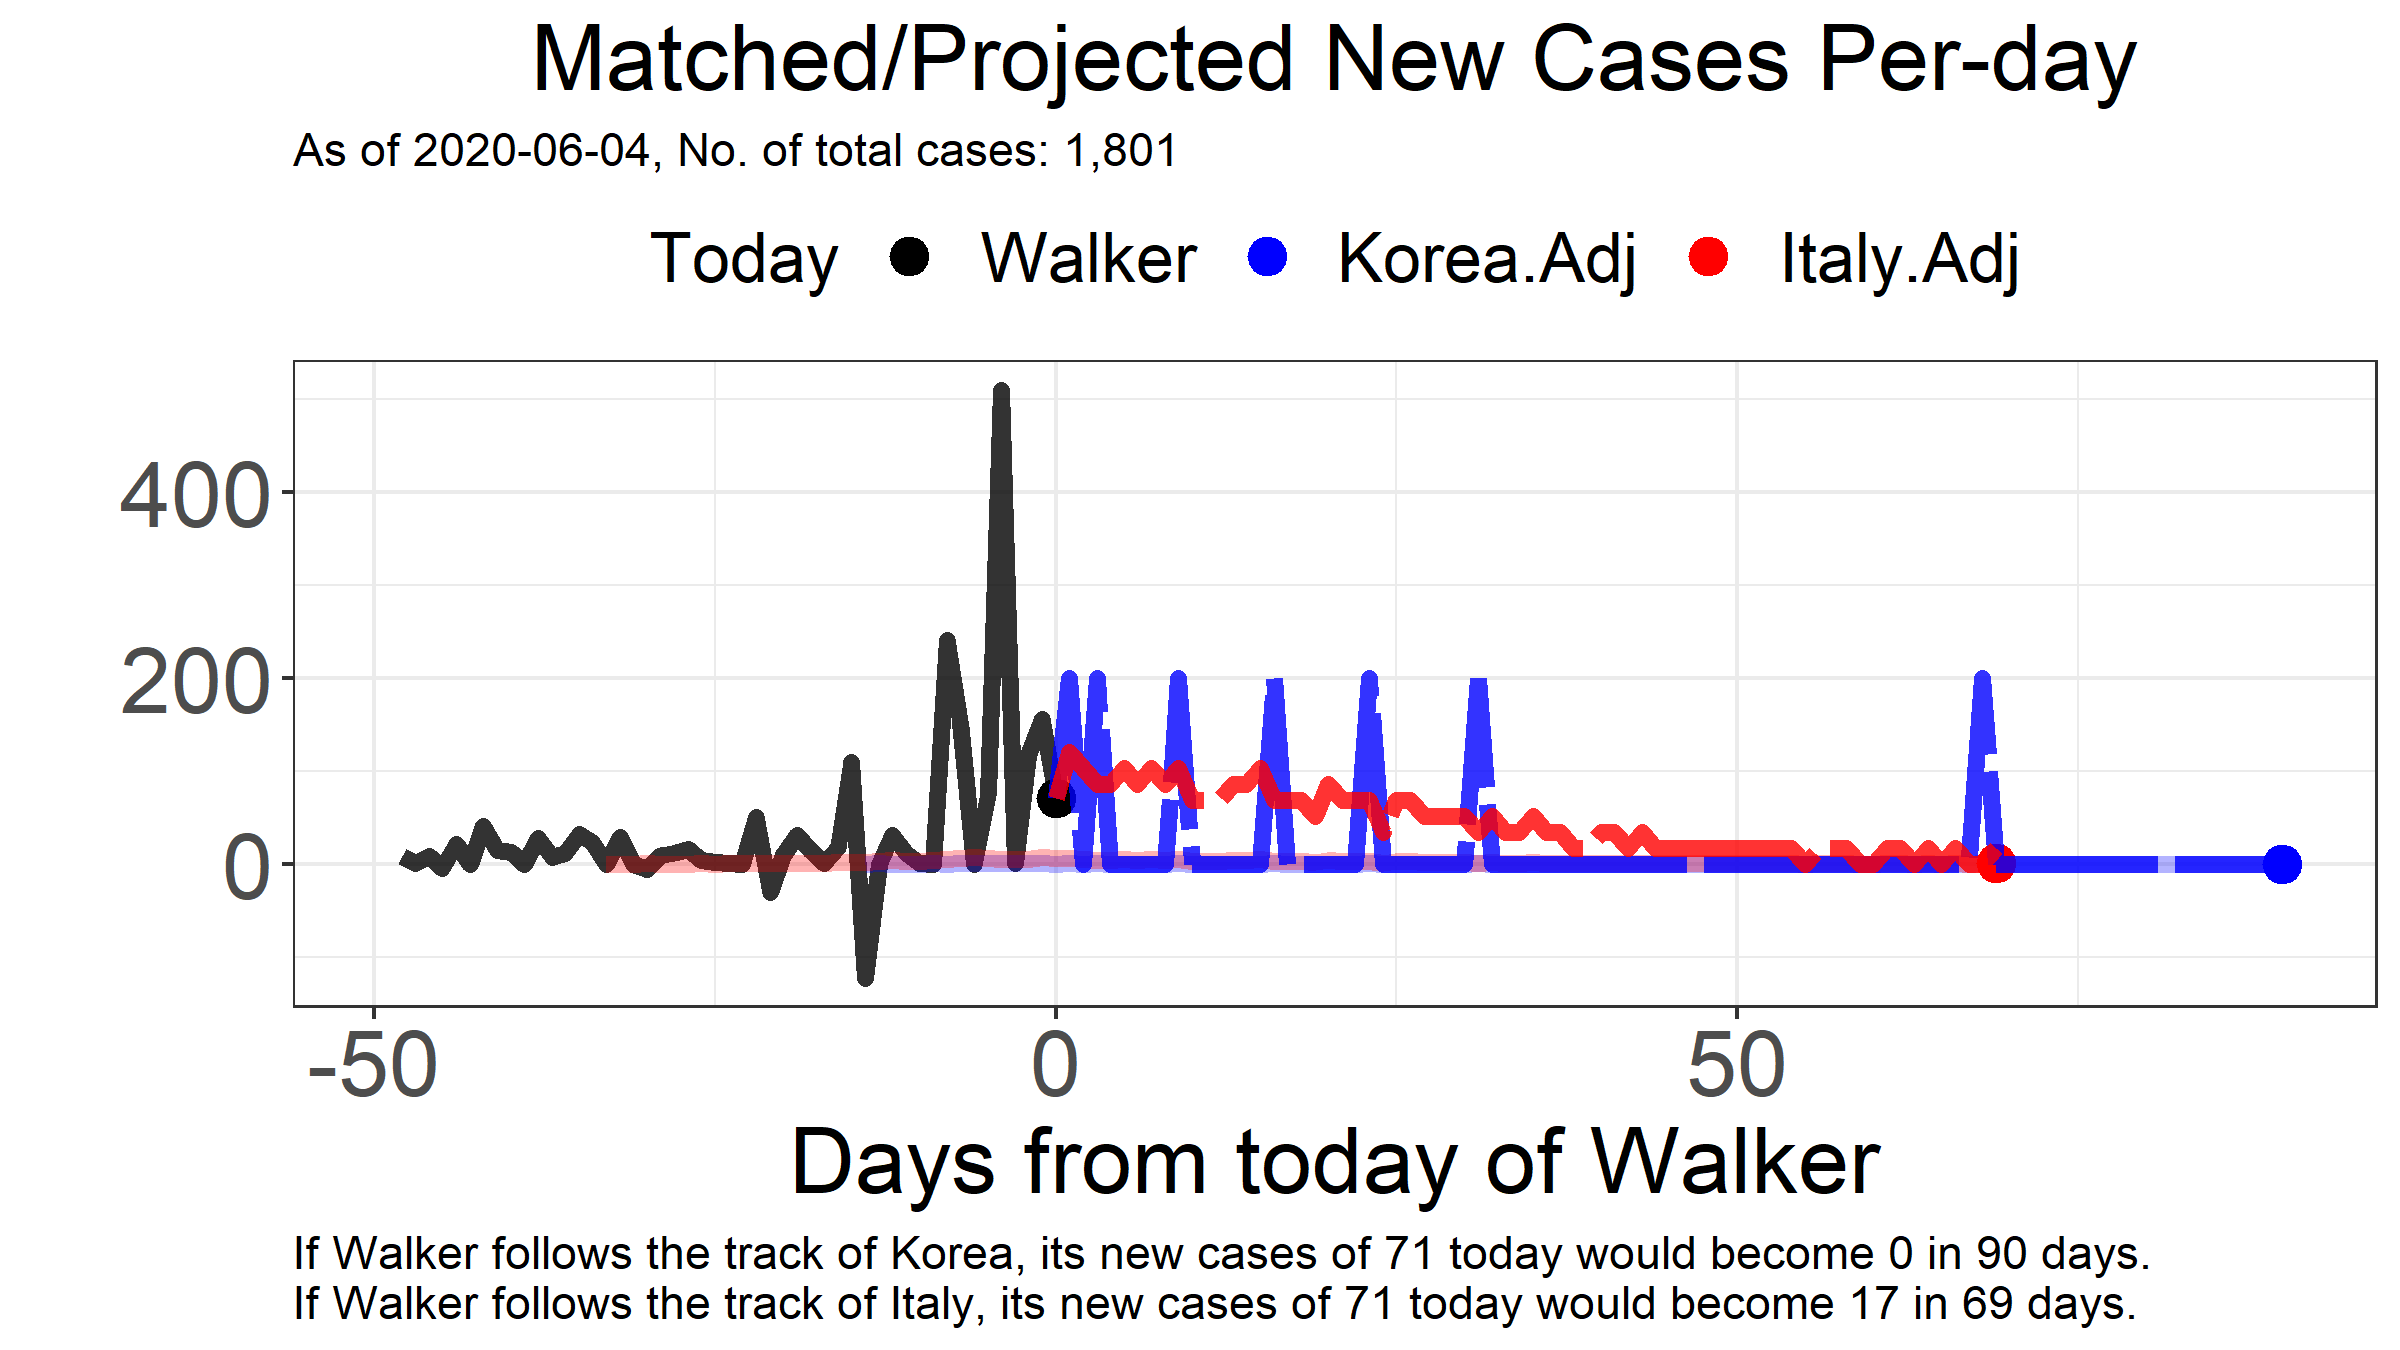 Matched/Projected New Cases Per-day
As of 2020-06-04, No. of total cases: 1,801
Today Walker Korea.Adj Italy.Adj
400
200
0
-50 0 50
Days from today of Walker
If Walker follows the track of Korea, its new cases of 71 today would become 0 in 90 days.
If Walker follows the track of Italy, its new cases of 71 today would become 17 in 69 days.